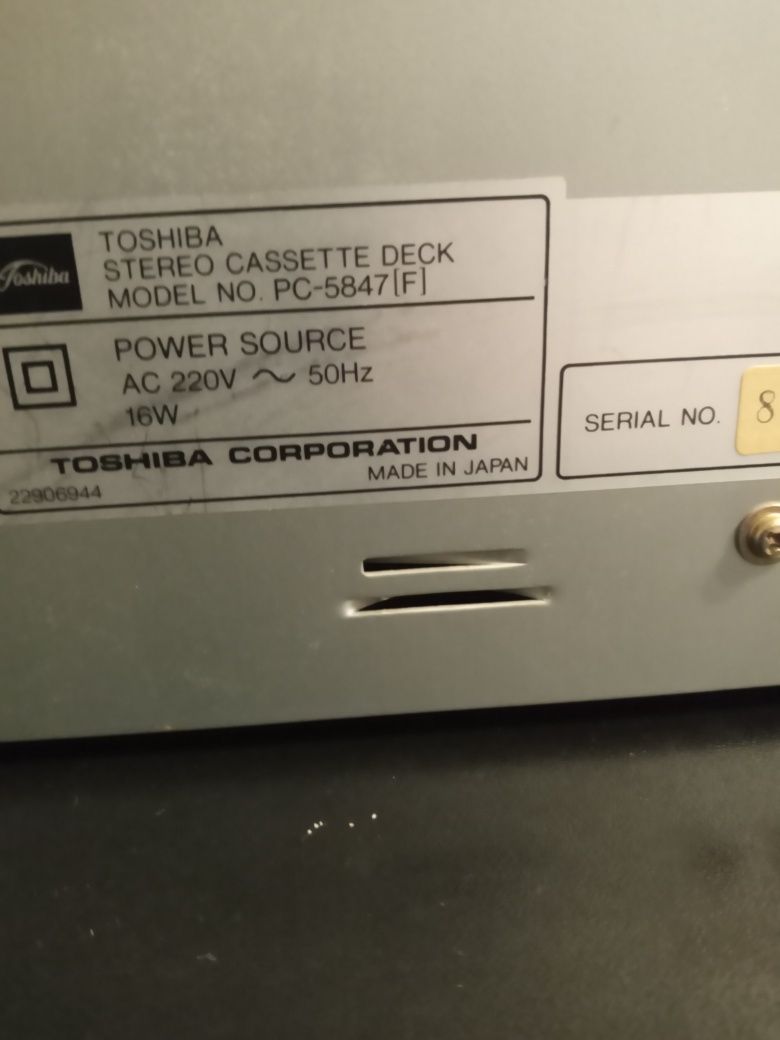 Toshiba
TOSHIBA
STEREO CASSETTE DECK
MODEL NO. PC-5847[F]
POWER SOURCE
AC 220V ~ 50Hz
16W
TOSHIBA CORPORATION
MADE IN JAPAN
22906944
SERIAL NO. 8